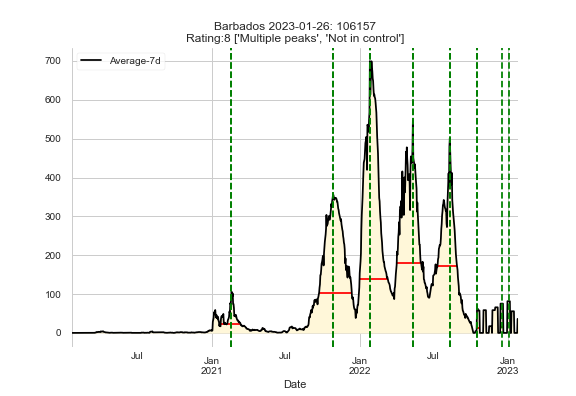 Barbados 2023-01-26: 106157
Rating:8 ['Multiple peaks', 'Not in control']
Average-7d
700
600
500
400
300
200
100
0
Jul
Jan
2021
Jul
Jan
2022
Jul
Jan
2023
Date